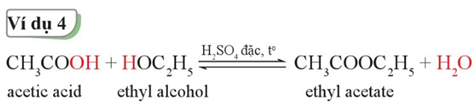 Ví dụ 4
H₂SO₄ đặc, t°
CH₃COOH + HOC₂H₅ ⇌ CH₃COOC₂H₅ + H₂O
acetic acid ethyl alcohol ethyl acetate